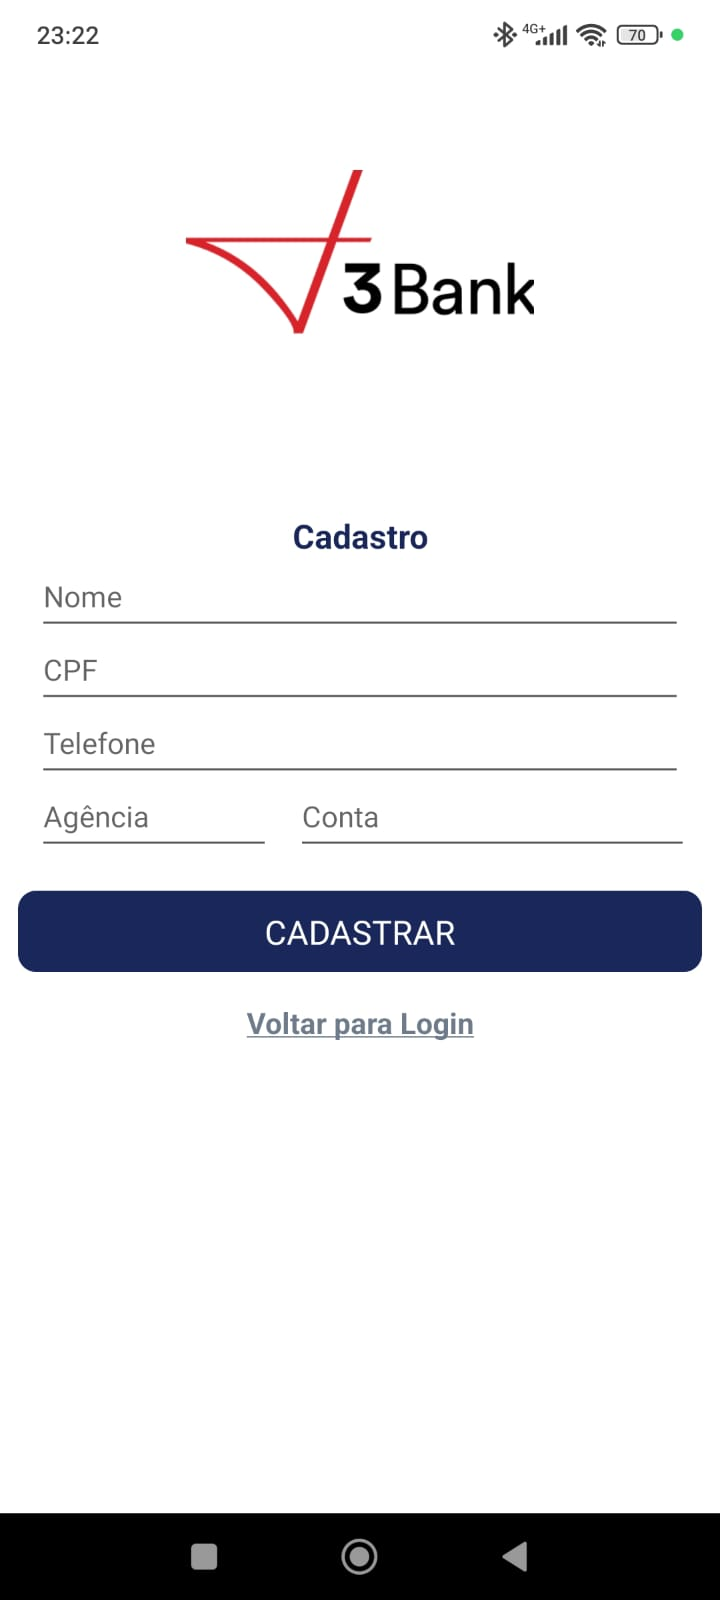 23:22
4G+
70
3Bank
Cadastro
Nome
CPF
Telefone
Agência Conta
CADASTRAR
Voltar para Login